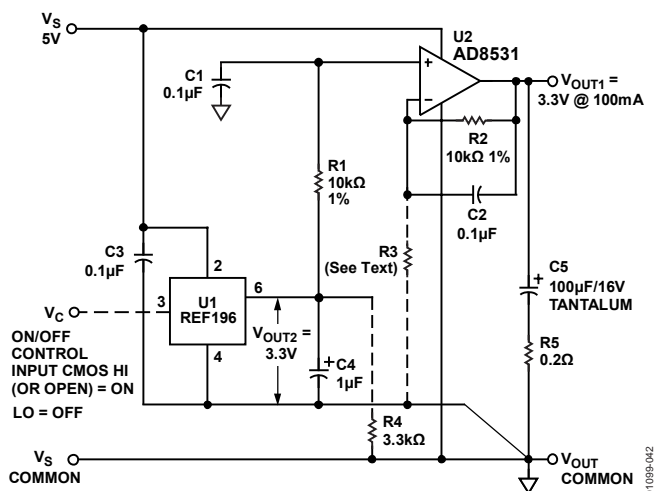 VS
5V
C1
0.1µF
U2
AD8531
+
−
VOUT1 =
3.3V @ 100mA
R2
10kΩ 1%
C2
0.1µF
R1
10kΩ
1%
R3
(See Text)
C3
0.1µF
2
3
U1
REF196
6
4
VC
ON/OFF
CONTROL
INPUT CMOS HI
(OR OPEN) = ON
LO = OFF
VOUT2 =
3.3V
+
C4
1µF
R4
3.3kΩ
C5
+
100µF/16V
TANTALUM
R5
0.2Ω
VS
COMMON
VOUT
COMMON
01099-042